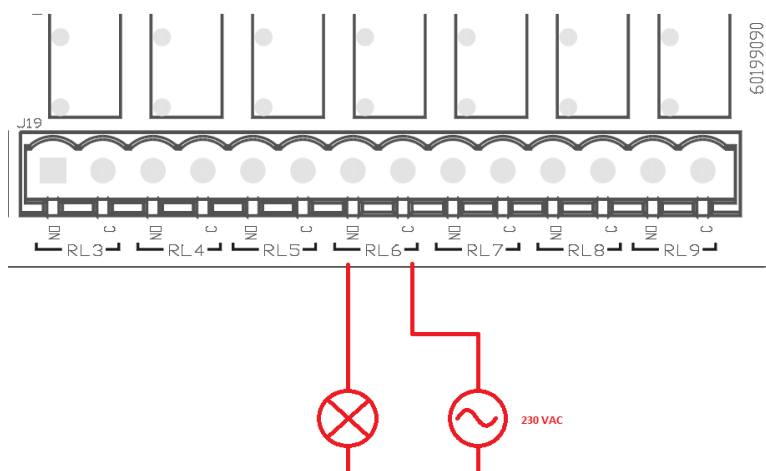 60199090
J19
NO C NO C NO C NO C NO C NO C NO C
RL3 RL4 RL5 RL6 RL7 RL8 RL9
230 VAC